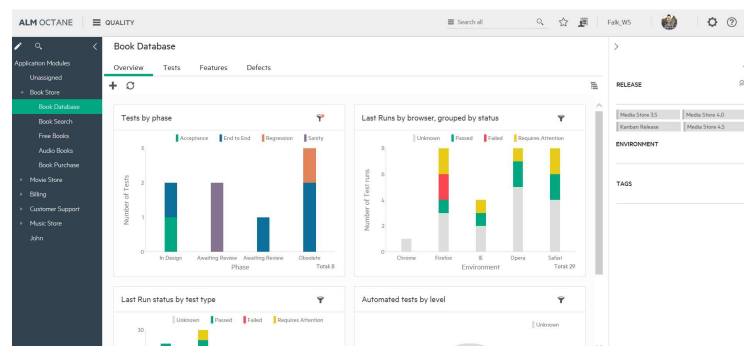 ALM OCTANE QUALITY Search all Falk_WS
Book Database
Application Modules
Unassigned
Book Store
Book Database
Book Search
Free Books
Audio Books
Book Purchase
Movie Store
Billing
Customer Support
Music Store
John
Overview Tests Features Defects
Tests by phase
Acceptance End to End Regression Sanity
Number of Tests
3
2
1
0
In Design Awaiting Review Awaiting Review Obsolete
Phase
Total: 8
Last Runs by browser, grouped by status
Unknown Passed Failed Requires Attention
Number of Test runs
8
6
4
2
0
Chrome Firefox IE Opera Safari
Environment
Total: 29
Last Run status by test type
Unknown Passed Failed Requires Attention
30
Automated tests by level
Unknown
RELEASE
Media Store 3.5 Media Store 4.0
Kanban Release Media Store 4.5
ENVIRONMENT
TAGS